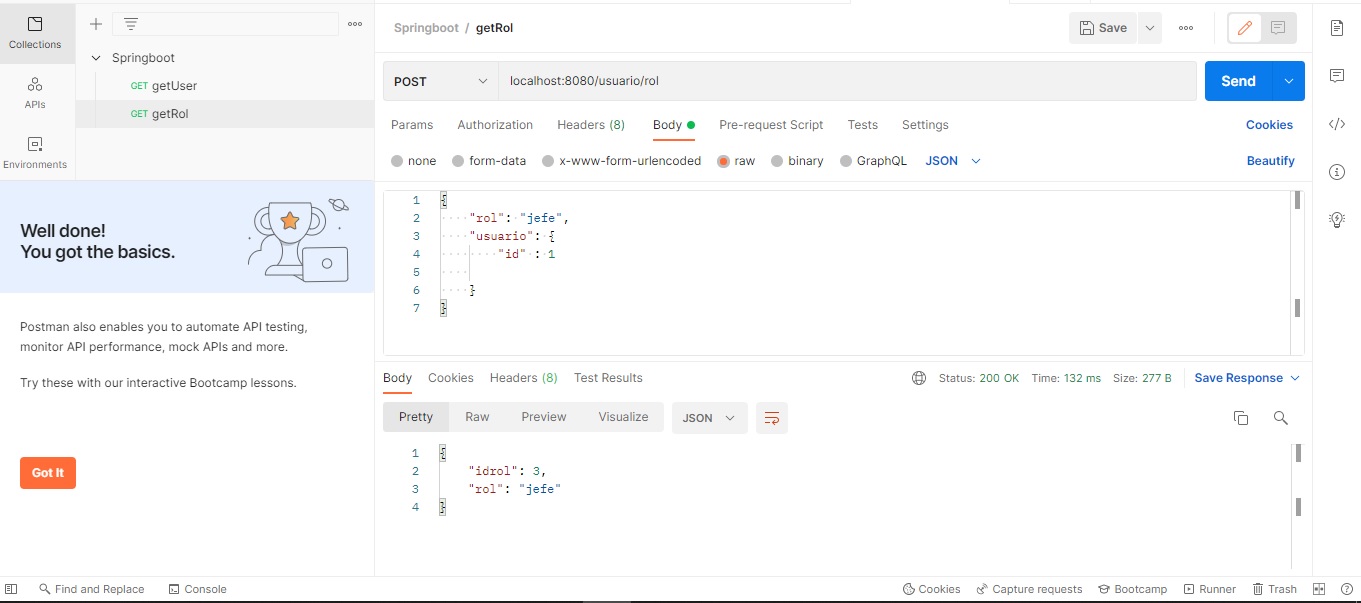 Collections
APIs
Environments
Springboot
GET getUser
GET getRol
Well done!
You got the basics.
Postman also enables you to automate API testing,
monitor API performance, mock APIs and more.
Try these with our interactive Bootcamp lessons.
Got It
Springboot / getRol
Save
POST
localhost:8080/usuario/rol
Send
Params Authorization Headers (8) Body Pre-request Script Tests Settings Cookies
none form-data x-www-form-urlencoded raw binary GraphQL JSON Beautify
1 {
2 "rol": "jefe",
3 "usuario": {
4 "id" : 1
5
6 }
7 }
Body Cookies Headers (8) Test Results Status: 200 OK Time: 132 ms Size: 277 B Save Response
Pretty Raw Preview Visualize JSON
1 {
2 "idrol": 3,
3 "rol": "jefe"
4 }
Find and Replace Console Cookies Capture requests Bootcamp Runner Trash